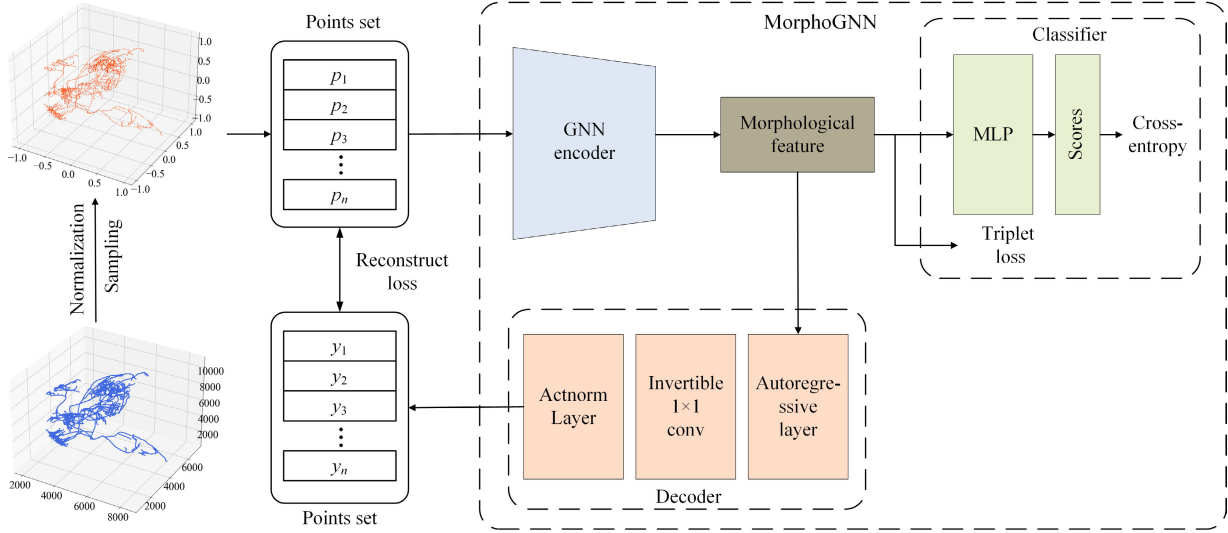 Points set
MorphoGNN
Classifier
1.0
0.5
0.0
-0.5
-1.0
1.0
0.5
0.0
-0.5
-1.0
−1.0
−0.5
0.0
0.5
1.0
p1
p2
p3
⋮
pn
GNN
encoder
Morphological
feature
MLP
Scores
Cross-
entropy
Triplet
loss
Normalization
Sampling
Reconstruct
loss
10000
8000
6000
4000
2000
6000
4000
2000
2000
4000
6000
8000
y1
y2
y3
⋮
yn
Points set
Actnorm
Layer
Invertible
1×1
conv
Autoregre-
ssive
layer
Decoder